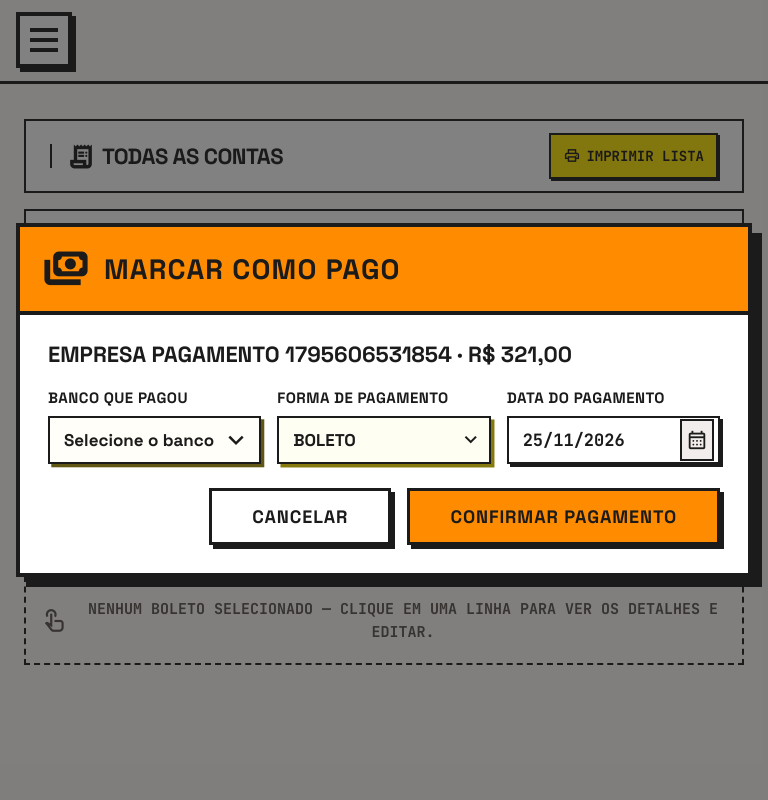 TODAS AS CONTAS
IMPRIMIR LISTA
MARCAR COMO PAGO
EMPRESA PAGAMENTO 1795606531854 · R$ 321,00
BANCO QUE PAGOU
FORMA DE PAGAMENTO
DATA DO PAGAMENTO
Selecione o banco
BOLETO
25/11/2026
CANCELAR
CONFIRMAR PAGAMENTO
NENHUM BOLETO SELECIONADO — CLIQUE EM UMA LINHA PARA VER OS DETALHES E
EDITAR.